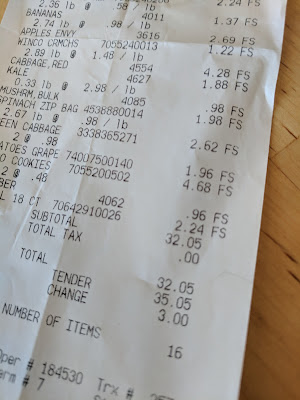 2.36 lb @ .98 / lb 2.24 FS
BANANAS 4011
2.74 lb @ .98 / lb 1.37 FS
APPLES ENVY 3616
2.69 FS
WINCO CRMCHS 7055240013 1.22 FS
2.89 lb @ 1.48 / lb
CABBAGE,RED 4554 4.28 FS
KALE 4627 1.88 FS
0.33 lb @ 2.98 / lb
MUSHRM,BULK 4085 .98 FS
SPINACH ZIP BAG 4538880014 1.98 FS
2.67 lb @ .98 / lb
EEN CABBAGE 3338365271 2.62 FS
2 @ .98
ATOES GRAPE 74007500140 1.96 FS
O COOKIES 7055200502 4.68 FS
2 @ .48
BER 4062 .96 FS
L 18 CT 70642910026 2.24 FS
SUBTOTAL 32.05
TOTAL TAX .00
TOTAL 32.05
TENDER 35.05
CHANGE 3.00
NUMBER OF ITEMS 16
Oper # 184530 Trx #
erm # 7